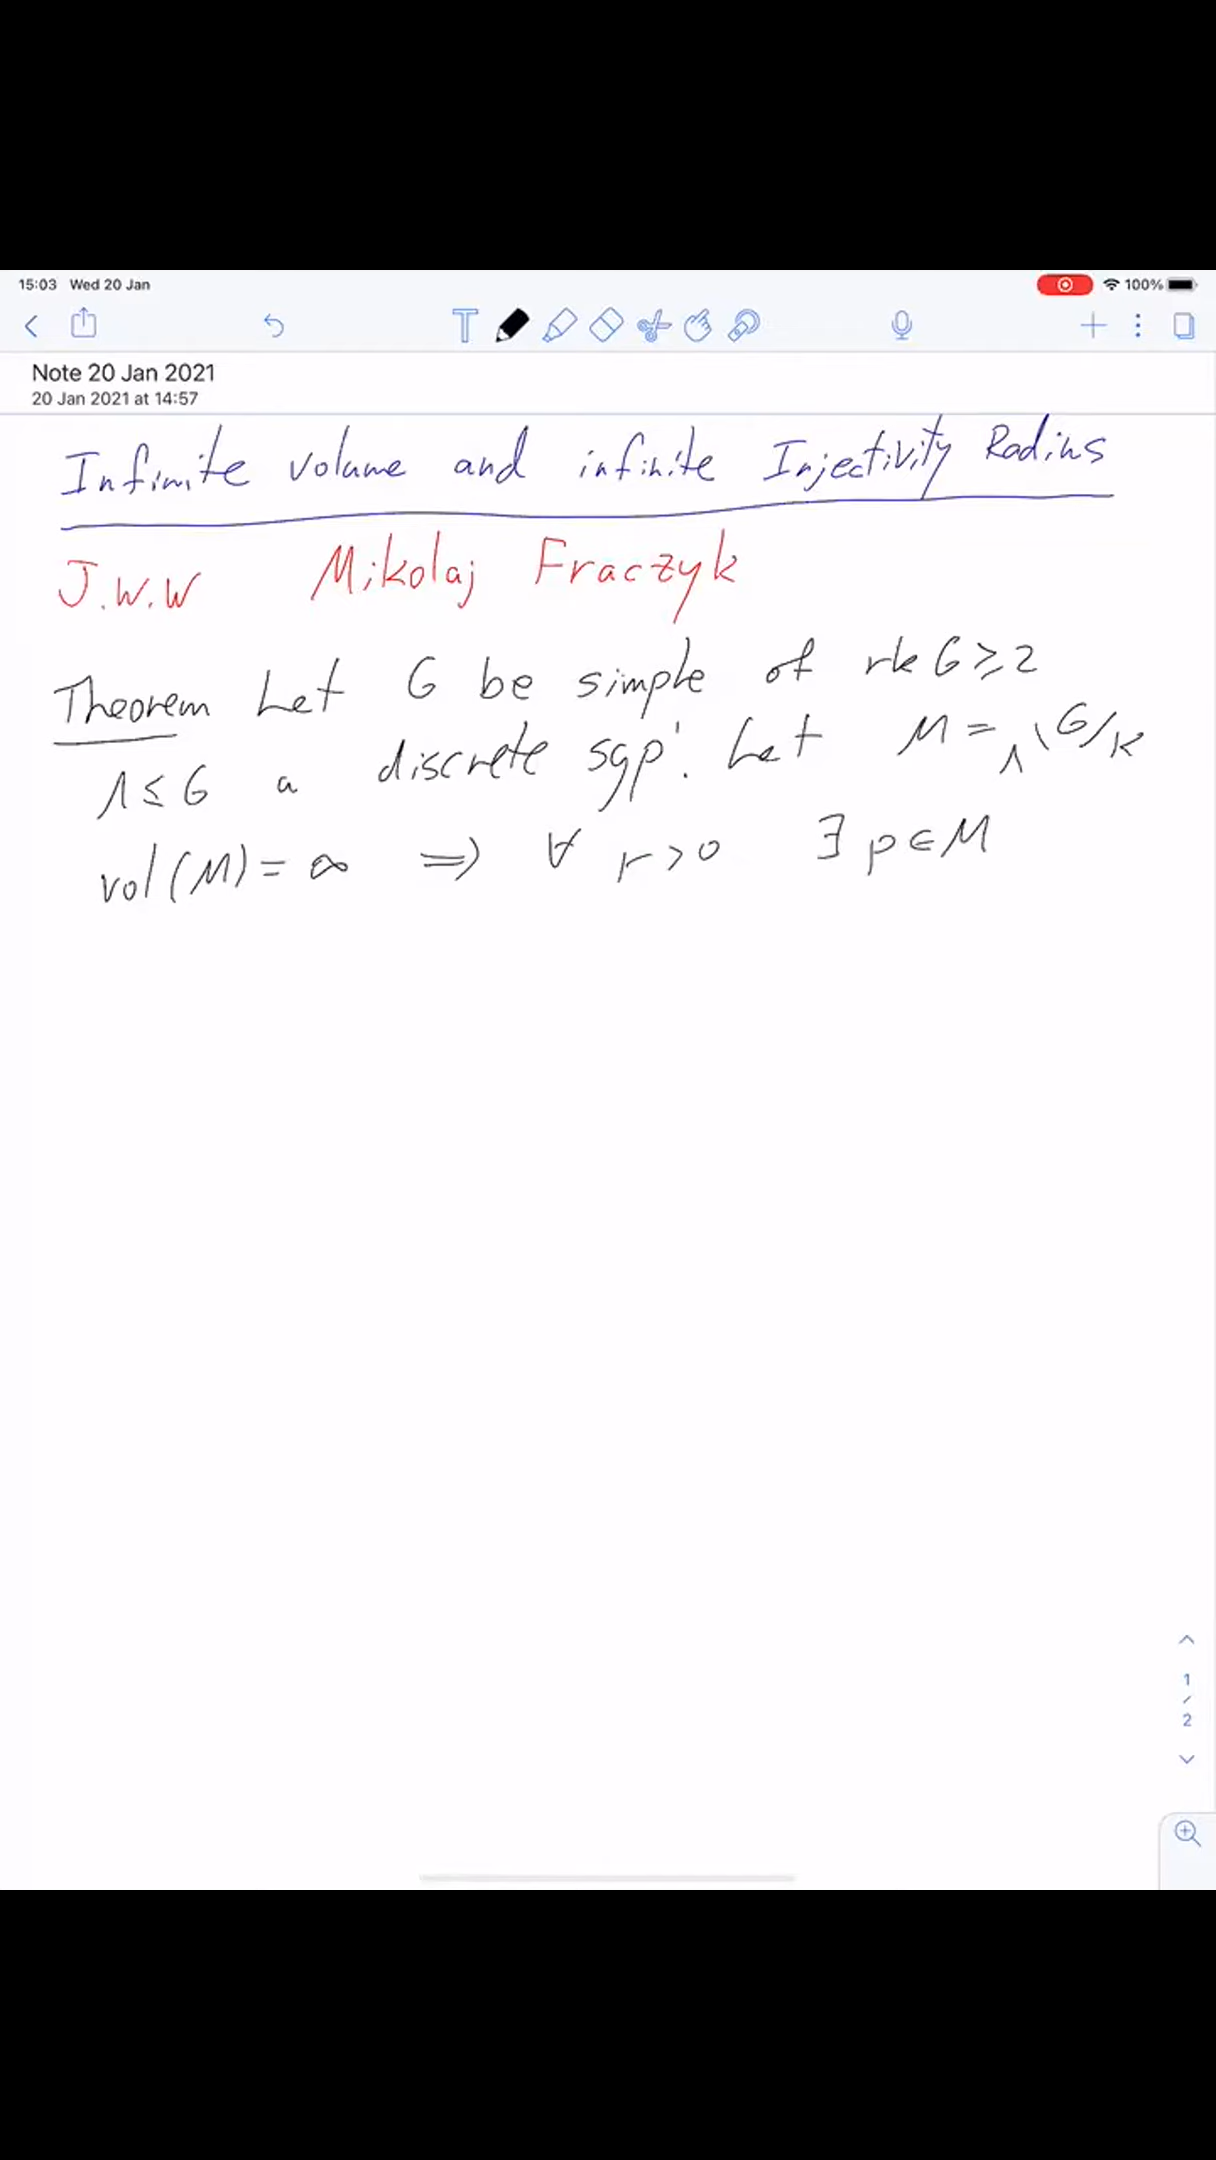 15:03 Wed 20 Jan 100%
Note 20 Jan 2021
20 Jan 2021 at 14:57
Infinite volume and infinite Injectivity Radius
J.W.W Mikolaj Fraczyk
Theorem Let G be simple of rk G ≥ 2
Λ ≤ G a discrete sgp. Let M = Λ\G/K
vol(M) = ∞ ⇒ ∀ r > 0 ∃ p ∈ M
1
/
2